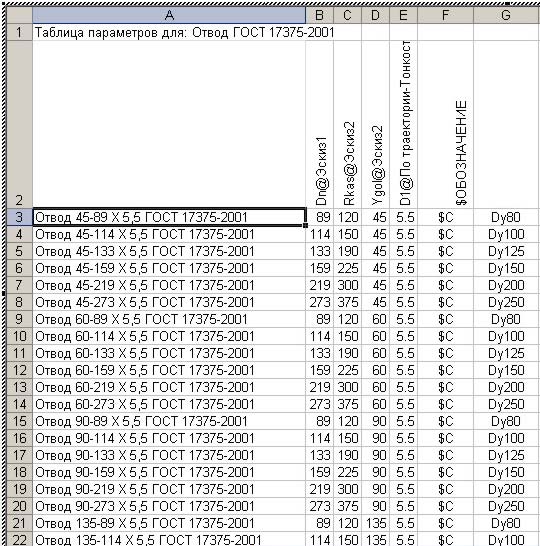 A B C D E F G
1 Таблица параметров для: Отвод ГОСТ 17375-2001
2 Dn@Эскиз1 Rkas@Эскиз2 Ygol@Эскиз2 D1@По траектории-Тонкост $ОБОЗНАЧЕНИЕ
3 Отвод 45-89 X 5,5 ГОСТ 17375-2001 89 120 45 5.5 $C Dy80
4 Отвод 45-114 X 5,5 ГОСТ 17375-2001 114 150 45 5.5 $C Dy100
5 Отвод 45-133 X 5,5 ГОСТ 17375-2001 133 190 45 5.5 $C Dy125
6 Отвод 45-159 X 5,5 ГОСТ 17375-2001 159 225 45 5.5 $C Dy150
7 Отвод 45-219 X 5,5 ГОСТ 17375-2001 219 300 45 5.5 $C Dy200
8 Отвод 45-273 X 5,5 ГОСТ 17375-2001 273 375 45 5.5 $C Dy250
9 Отвод 60-89 X 5,5 ГОСТ 17375-2001 89 120 60 5.5 $C Dy80
10 Отвод 60-114 X 5,5 ГОСТ 17375-2001 114 150 60 5.5 $C Dy100
11 Отвод 60-133 X 5,5 ГОСТ 17375-2001 133 190 60 5.5 $C Dy125
12 Отвод 60-159 X 5,5 ГОСТ 17375-2001 159 225 60 5.5 $C Dy150
13 Отвод 60-219 X 5,5 ГОСТ 17375-2001 219 300 60 5.5 $C Dy200
14 Отвод 60-273 X 5,5 ГОСТ 17375-2001 273 375 60 5.5 $C Dy250
15 Отвод 90-89 X 5,5 ГОСТ 17375-2001 89 120 90 5.5 $C Dy80
16 Отвод 90-114 X 5,5 ГОСТ 17375-2001 114 150 90 5.5 $C Dy100
17 Отвод 90-133 X 5,5 ГОСТ 17375-2001 133 190 90 5.5 $C Dy125
18 Отвод 90-159 X 5,5 ГОСТ 17375-2001 159 225 90 5.5 $C Dy150
19 Отвод 90-219 X 5,5 ГОСТ 17375-2001 219 300 90 5.5 $C Dy200
20 Отвод 90-273 X 5,5 ГОСТ 17375-2001 273 375 90 5.5 $C Dy250
21 Отвод 135-89 X 5,5 ГОСТ 17375-2001 89 120 135 5.5 $C Dy80
22 Отвод 135-114 X 5,5 ГОСТ 17375-2001 114 150 135 5.5 $C Dy100